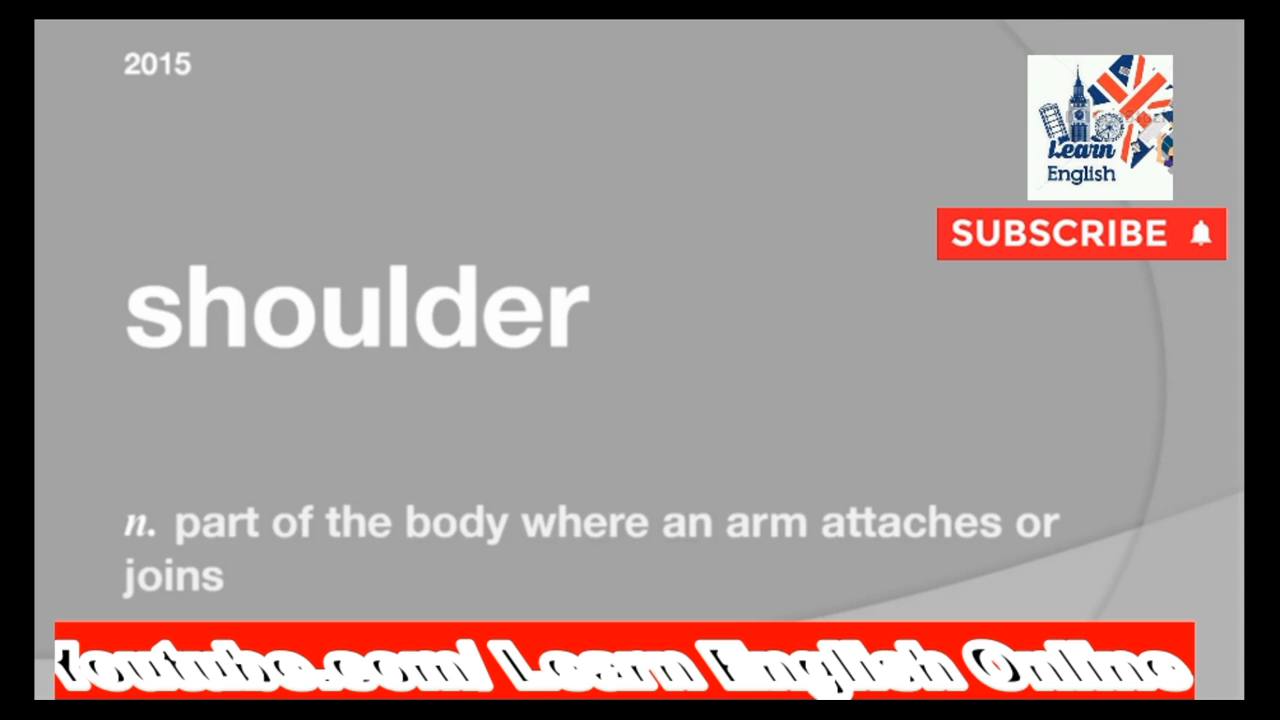 2015
Learn
English
SUBSCRIBE
shoulder
n. part of the body where an arm attaches or
joins
Youtube.com/ Learn English Online